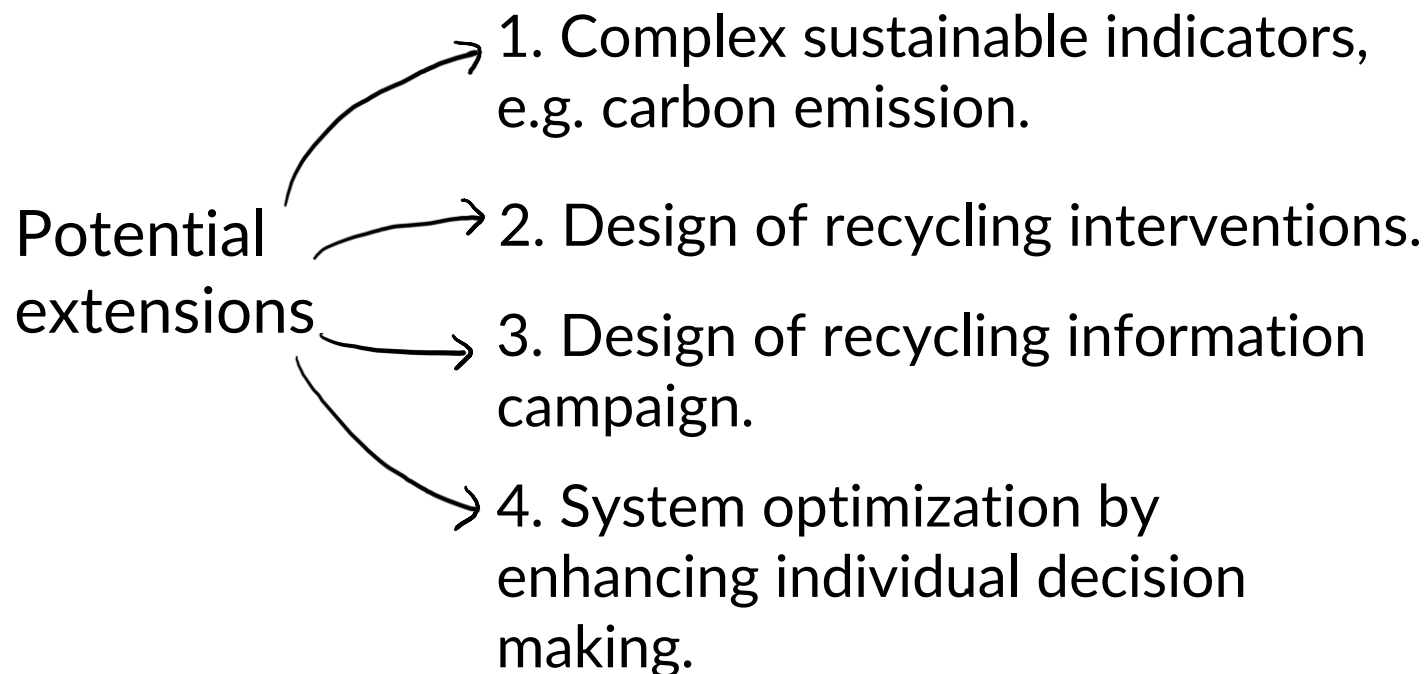 1. Complex sustainable indicators,
e.g. carbon emission.
Potential
extensions
2. Design of recycling interventions.
3. Design of recycling information
campaign.
4. System optimization by
enhancing individual decision
making.